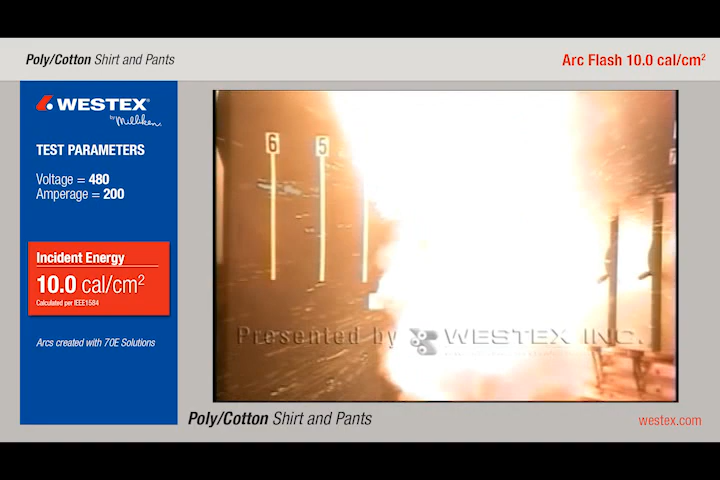 Poly/Cotton Shirt and Pants
Arc Flash 10.0 cal/cm²
WESTEX®
by Milliken.
TEST PARAMETERS
Voltage = 480
Amperage = 200
Incident Energy
10.0 cal/cm²
Calculated per IEEE1584
Arcs created with 70E Solutions
6
5
Presented by WESTEX INC.
Poly/Cotton Shirt and Pants
westex.com